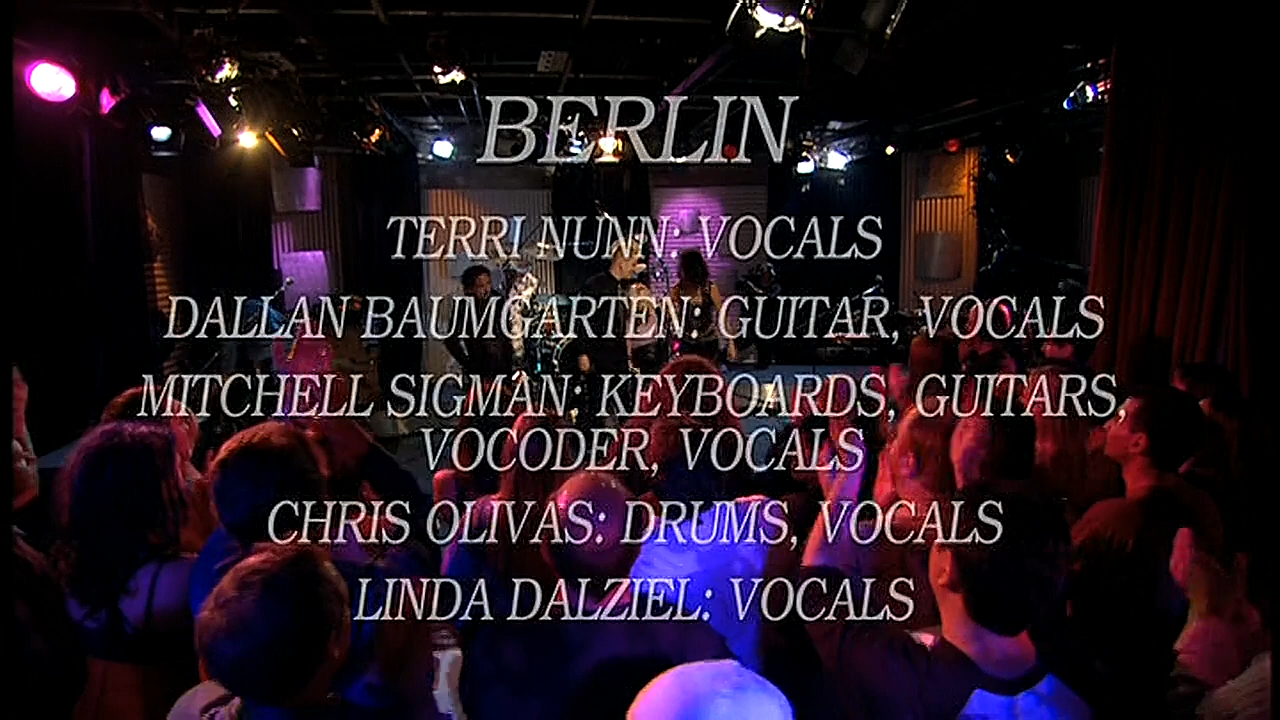 BERLIN
TERRI NUNN: VOCALS
DALLAN BAUMGARTEN: GUITAR, VOCALS
MITCHELL SIGMAN: KEYBOARDS, GUITARS,
VOCODER, VOCALS
CHRIS OLIVAS: DRUMS, VOCALS
LINDA DALZIEL: VOCALS